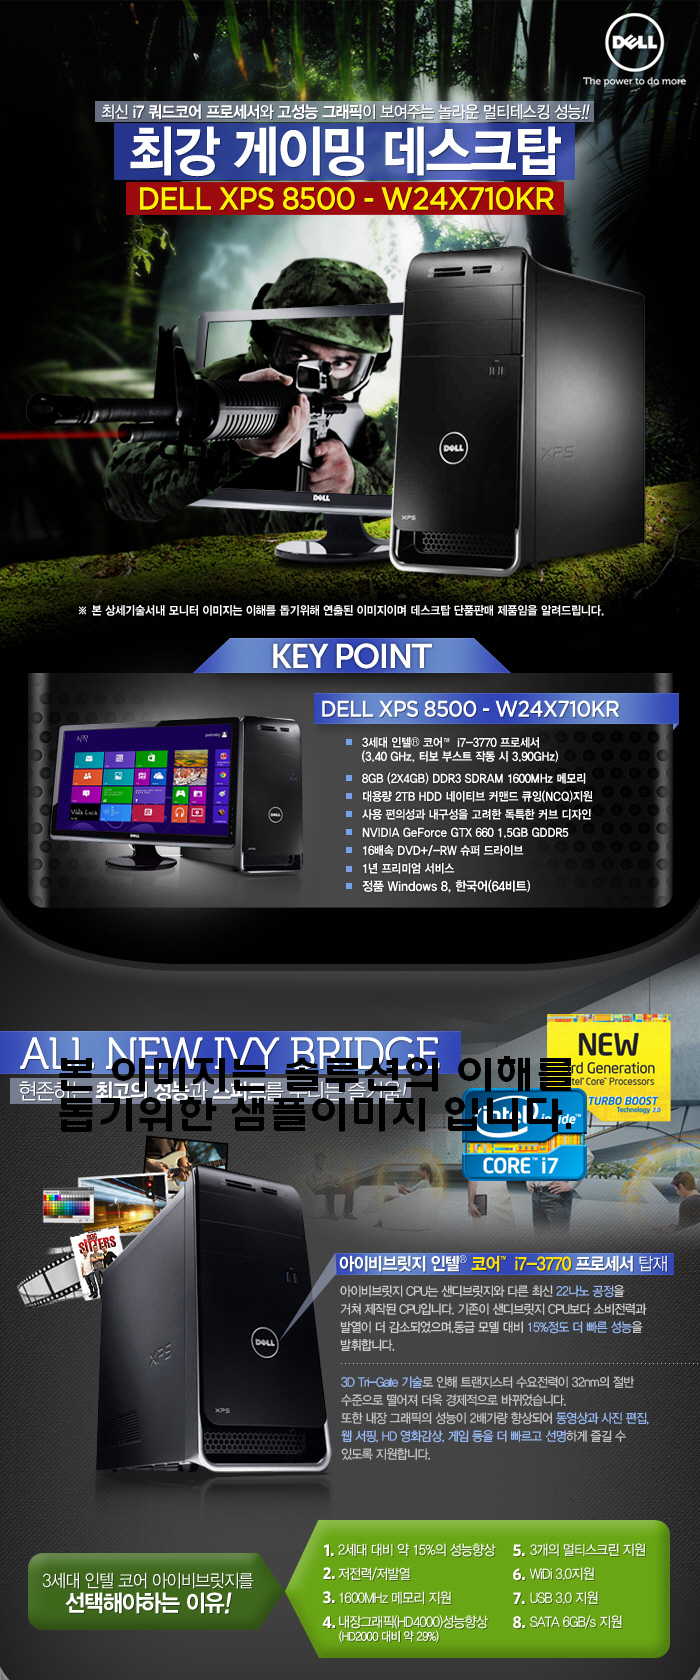 DELL
The power to do more
최신 i7 쿼드코어 프로세서와 고성능 그래픽이 보여주는 놀라운 멀티테스킹 성능!!
최강 게이밍 데스크탑
DELL XPS 8500 - W24X710KR
DELL
XPS
DELL
XPS
※ 본 상세기술서내 모니터 이미지는 이해를 돕기위해 연출된 이미지이며 데스크탑 단품판매 제품임을 알려드립니다.
KEY POINT
DELL XPS 8500 - W24X710KR
시작
3세대 인텔® 코어™ i7-3770 프로세서
(3.40 GHz, 터보 부스트 작동 시 3.90GHz)
8GB (2X4GB) DDR3 SDRAM 1600MHz 메모리
대용량 2TB HDD 네이티브 커맨드 큐잉(NCQ)지원
사용 편의성과 내구성을 고려한 독특한 커브 디자인
NVIDIA GeForce GTX 660 1.5GB GDDR5
16배속 DVD+/-RW 슈퍼 드라이브
1년 프리미엄 서비스
정품 Windows 8, 한국어(64비트)
ALL NEW IVY BRIDGE
본 이미지는 솔루션의 이해를
돕기위한 샘플이미지 입니다.
최고의 성능과
NEW
Generation
Core™ Processors
TURBO BOOST
Technology 2.0
intel inside™
CORE™ i7
아이비브릿지 인텔® 코어™ i7-3770 프로세서 탑재
아이비브릿지 CPU는 샌디브릿지와 다른 최신 22나노 공정을
거쳐 제작된 CPU입니다. 기존이 샌디브릿지 CPU보다 소비전력과
발열이 더 감소되었으며,동급 모델 대비 15%정도 더 빠른 성능을
발휘합니다.
DELL
XPS
XPS
3D Tri-Gate 기술로 인해 트랜지스터 수요전력이 32nm의 절반
수준으로 떨어져 더욱 경제적으로 바뀌었습니다.
또한 내장 그래픽의 성능이 2배가량 향상되어 동영상과 사진 편집,
웹 서핑, HD 영화감상, 게임 등을 더 빠르고 선명하게 즐길 수
있도록 지원합니다.
3세대 인텔 코어 아이비브릿지를
선택해야하는 이유!
1. 2세대 대비 약 15%의 성능향상
2. 저전력/저발열
3. 1600MHz 메모리 지원
4. 내장그래픽(HD4000)성능향상
(HD2000 대비 약 29%)
5. 3개의 멀티스크린 지원
6. WiDi 3.0지원
7. USB 3.0 지원
8. SATA 6GB/s 지원